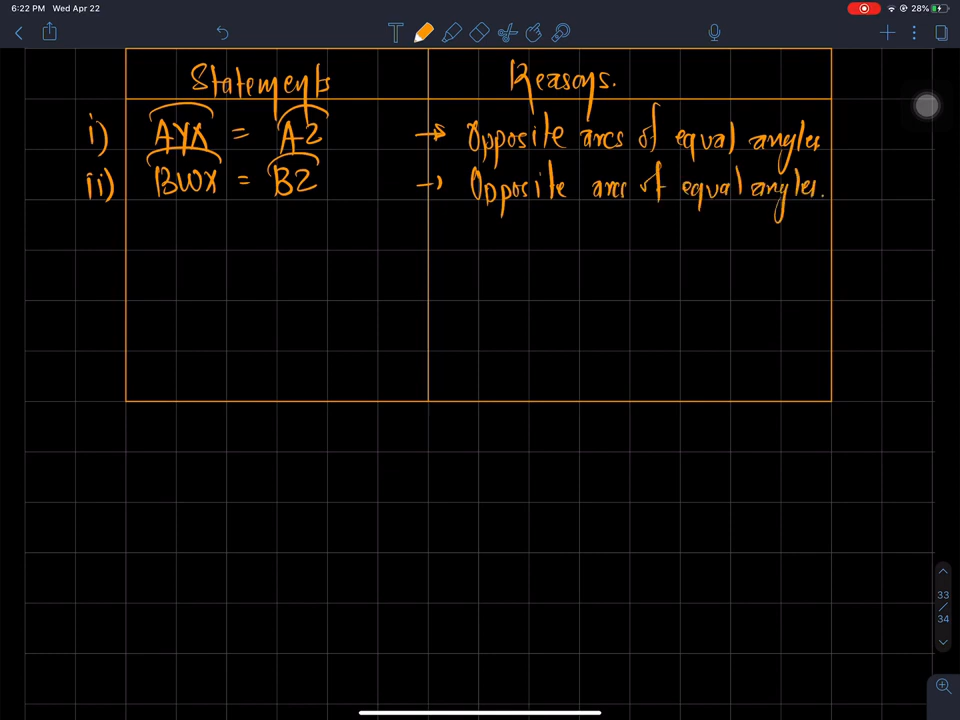 6:22 PM Wed Apr 22
28%
T
Statements Reasons.
i) AYX = AZ → Opposite arcs of equal angles
ii) BWX = BZ → Opposite arcs of equal angles.
33
/
34